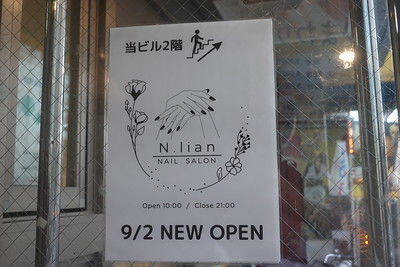 当ビル2階
N.lian
NAIL SALON
Open 10:00 / Close 21:00
9/2 NEW OPEN